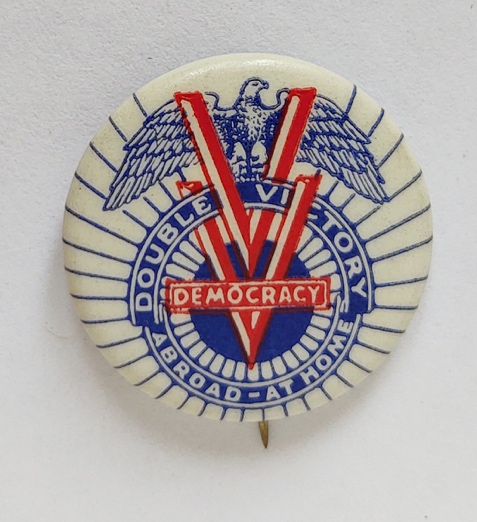 DOUBLE VICTORY
DEMOCRACY
ABROAD - AT HOME